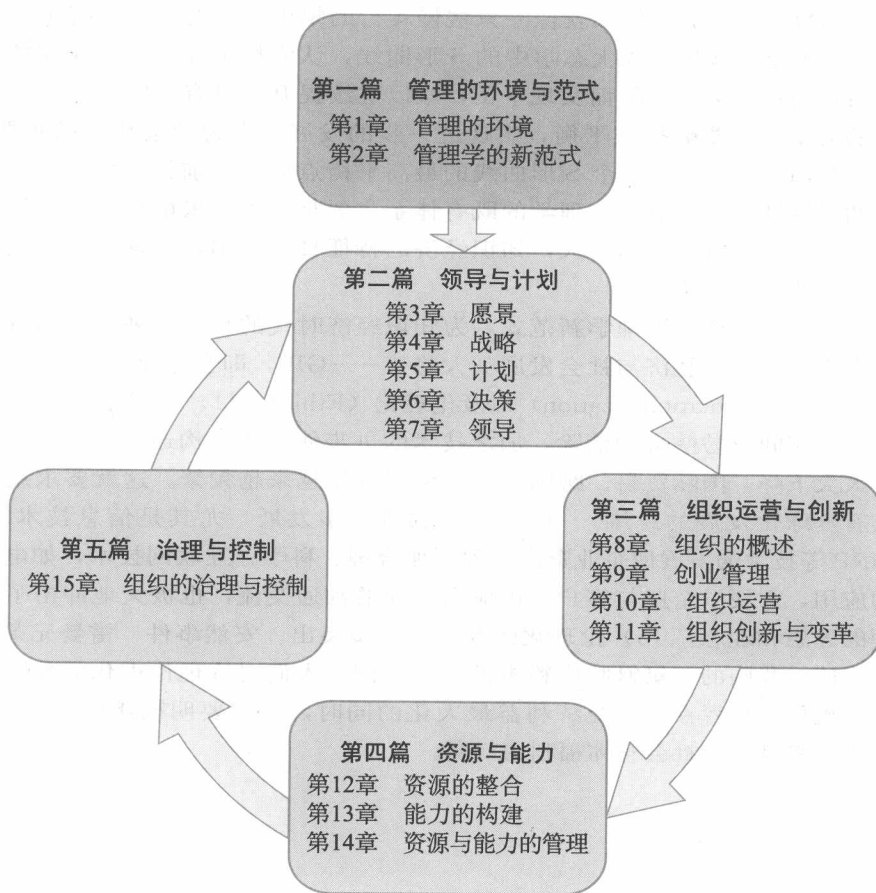 第一篇　管理的环境与范式
第1章　管理的环境
第2章　管理学的新范式
第二篇　领导与计划
第3章　愿景
第4章　战略
第5章　计划
第6章　决策
第7章　领导
第三篇　组织运营与创新
第8章　组织的概述
第9章　创业管理
第10章　组织运营
第11章　组织创新与变革
第四篇　资源与能力
第12章　资源的整合
第13章　能力的构建
第14章　资源与能力的管理
第五篇　治理与控制
第15章　组织的治理与控制